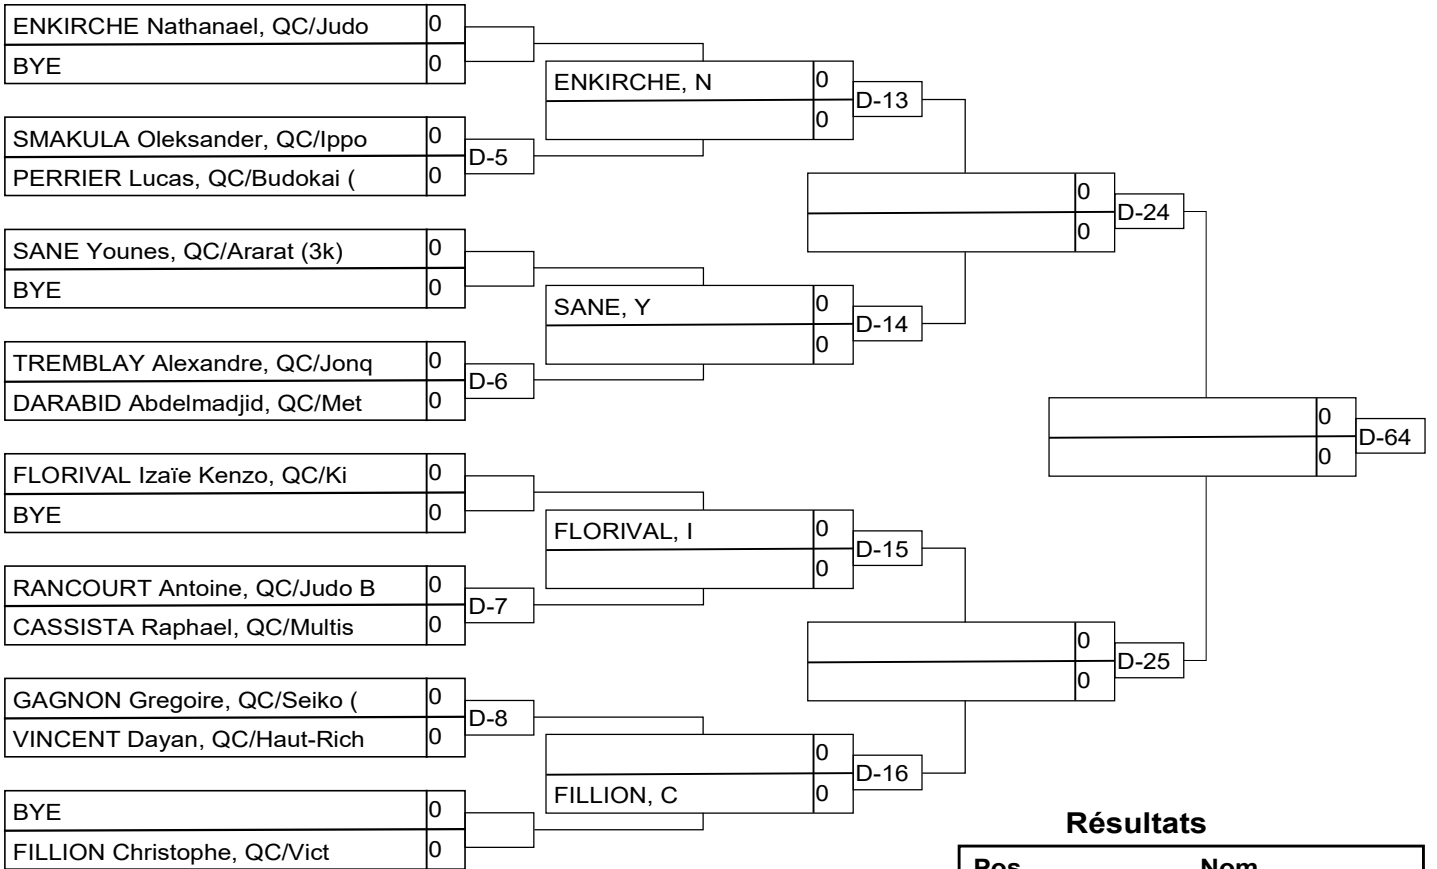 ENKIRCHE Nathanael, QC/Judo 0
BYE 0
SMAKULA Oleksander, QC/Ippo 0
PERRIER Lucas, QC/Budokai ( 0
D-5
SANE Younes, QC/Ararat (3k) 0
BYE 0
TREMBLAY Alexandre, QC/Jonq 0
DARABID Abdelmadjid, QC/Met 0
D-6
FLORIVAL Izaïe Kenzo, QC/Ki 0
BYE 0
RANCOURT Antoine, QC/Judo B 0
CASSISTA Raphael, QC/Multis 0
D-7
GAGNON Gregoire, QC/Seiko ( 0
VINCENT Dayan, QC/Haut-Rich 0
D-8
BYE 0
FILLION Christophe, QC/Vict 0
ENKIRCHE, N 0
0
D-13
SANE, Y 0
0
D-14
FLORIVAL, I 0
0
D-15
0
FILLION, C 0
D-16
0
0
D-24
0
0
D-25
0
0
D-64
Résultats
Pos Nom